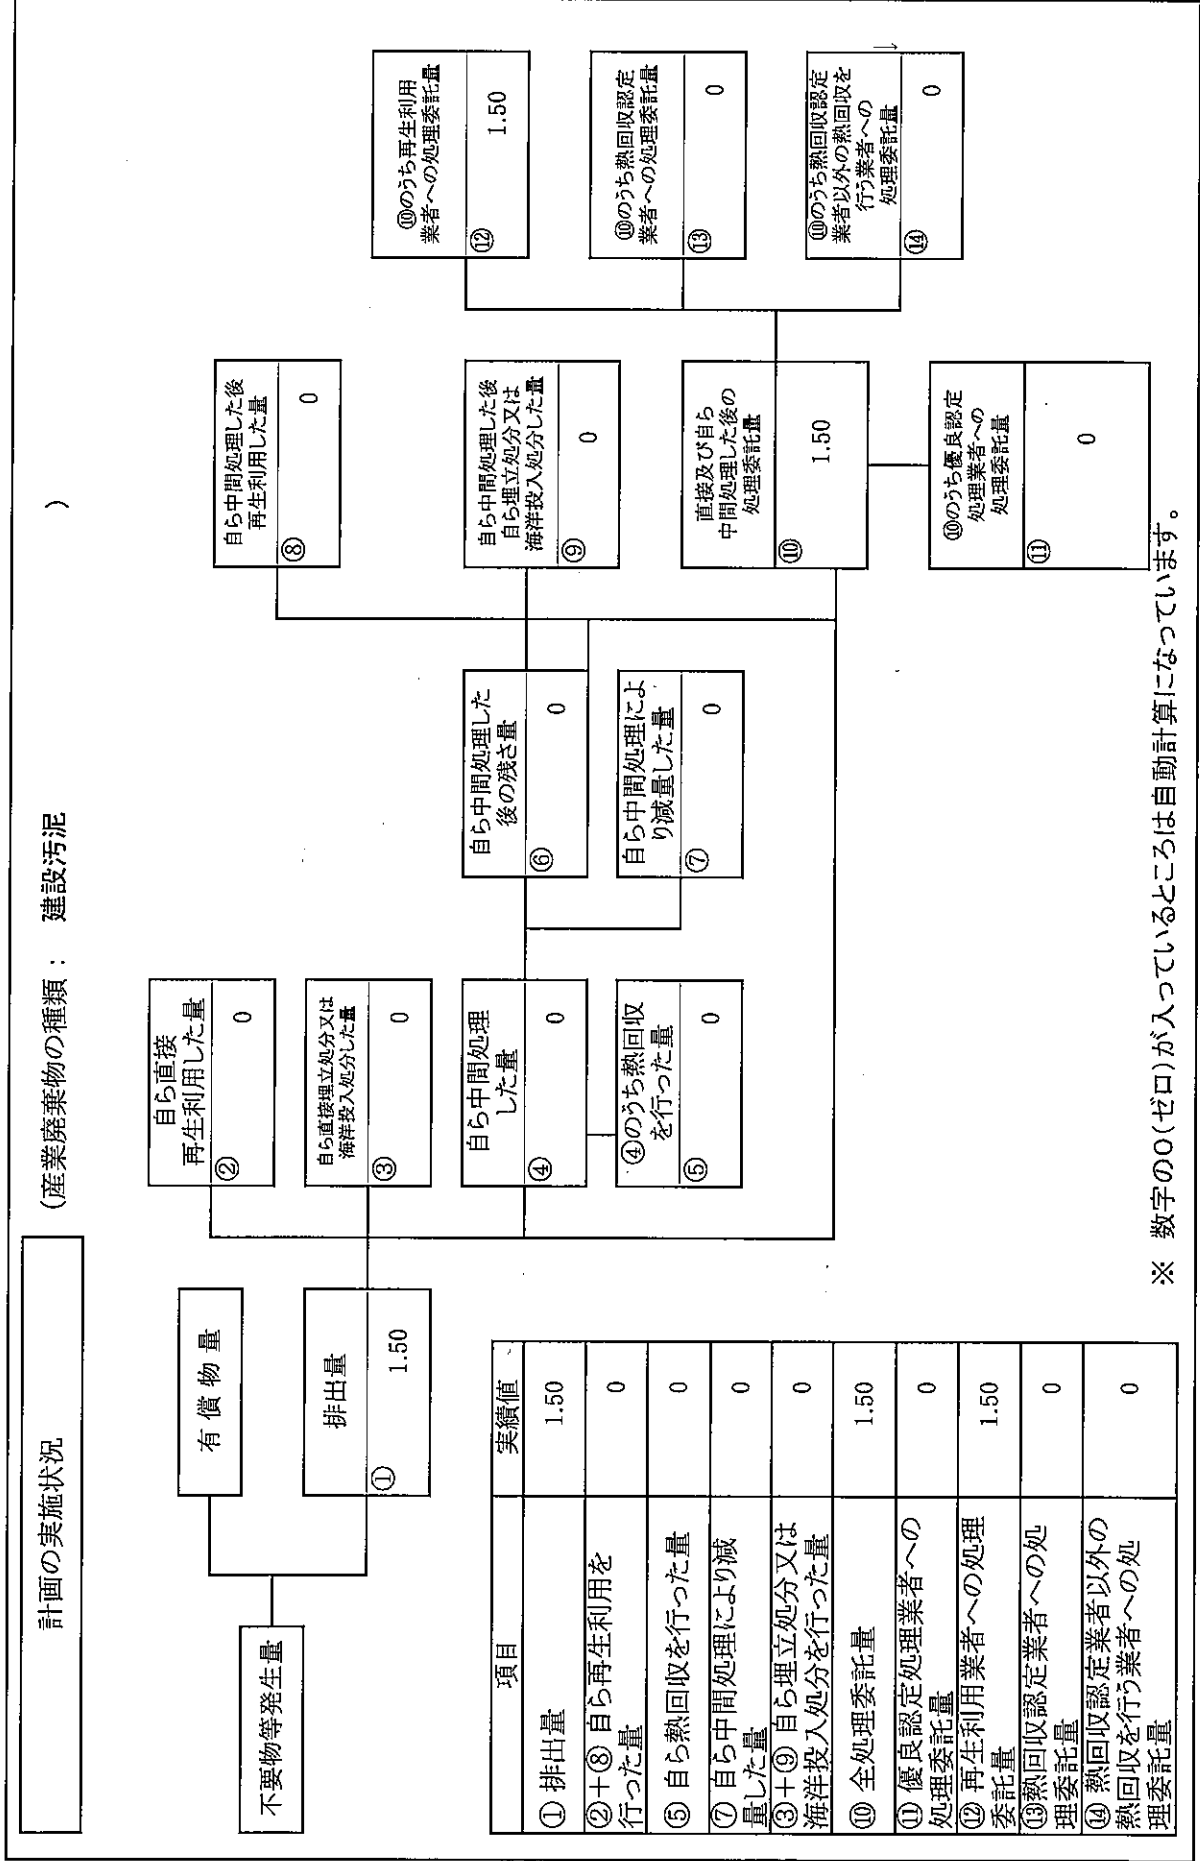 計画の実施状況
(産業廃棄物の種類： 建設汚泥 )
不要物等発生量
有償物量
排出量
① 1.50
自ら直接
再生利用した量
② 0
自ら直接埋立処分又は
海洋投入処分した量
③ 0
自ら中間処理
した量
④ 0
④のうち熱回収
を行った量
⑤ 0
自ら中間処理した
後の残さ量
⑥ 0
自ら中間処理によ
り減量した量
⑦ 0
自ら中間処理した後
再生利用した量
⑧ 0
自ら中間処理した後
自ら埋立処分又は
海洋投入処分した量
⑨ 0
直接及び自ら
中間処理した後の
処理委託量
⑩ 1.50
⑩のうち優良認定
処理業者への
処理委託量
⑪ 0
⑩のうち再生利用
業者への処理委託量
⑫ 1.50
⑩のうち熱回収認定
業者への処理委託量
⑬ 0
⑩のうち熱回収認定
業者以外の熱回収を
行う業者への
処理委託量
⑭ 0
項目 実績値
①排出量 1.50
②+⑧ 自ら再生利用を
行った量 0
⑤ 自ら熱回収を行った量 0
⑦ 自ら中間処理により減
量した量 0
③+⑨ 自ら埋立処分又は
海洋投入処分を行った量 0
⑩ 全処理委託量 1.50
⑪ 優良認定処理業者への
処理委託量 0
⑫ 再生利用業者への処理
委託量 1.50
⑬熱回収認定業者への処
理委託量 0
⑭ 熱回収認定業者以外の
熱回収を行う業者への処
理委託量 0
※ 数字の0(ゼロ)が入っているところは自動計算になっています。